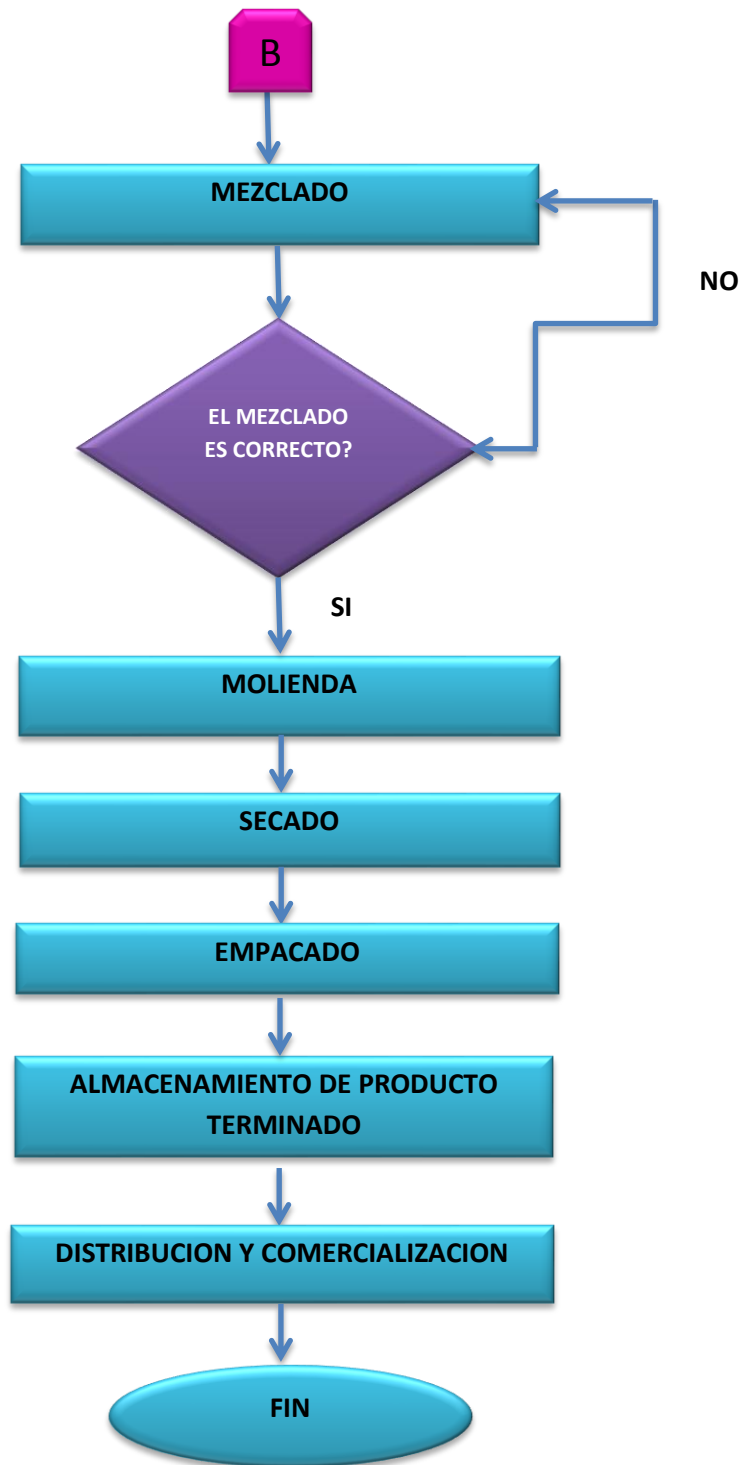 B
MEZCLADO
NO
EL MEZCLADO
ES CORRECTO?
SI
MOLIENDA
SECADO
EMPACADO
ALMACENAMIENTO DE PRODUCTO
TERMINADO
DISTRIBUCION Y COMERCIALIZACION
FIN